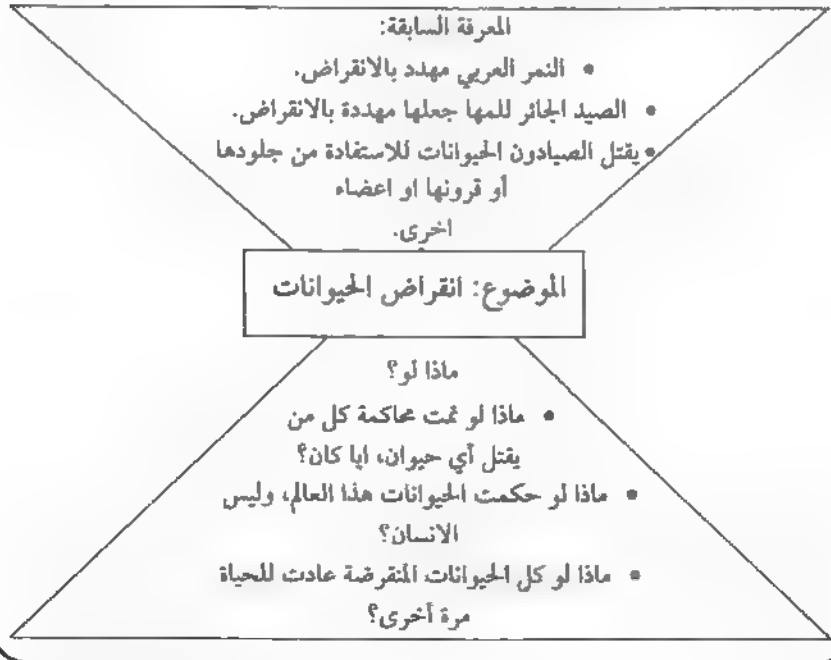 المعرفة السابقة:
• النمر العربي مهدد بالانقراض.
• الصيد الجائر للمها جعلها مهددة بالانقراض.
• يقتل الصيادون الحيوانات للاستفادة من جلودها
أو قرونها او اعضاء
اخرى.
الموضوع: انقراض الحيوانات
ماذا لو؟
• ماذا لو تمت محاكمة كل من
يقتل أي حيوان، ايا كان؟
• ماذا لو حكمت الحيوانات هذا العالم، وليس
الانسان؟
• ماذا لو كل الحيوانات المنقرضة عادت للحياة
مرة أخرى؟